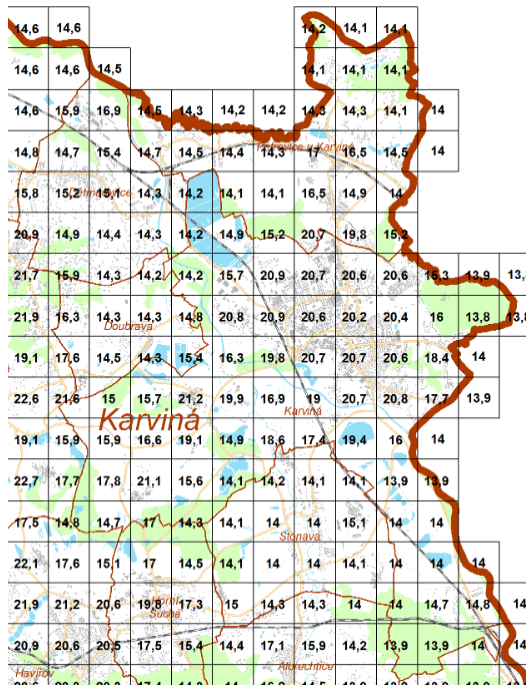 14,6 14,6 14,2 14,1 14,1
14,6 14,6 14,5 14,1 14,1 14,1
14,6 15,9 16,9 14,5 14,3 14,2 14,2 14,3 14,3 14,1 14
14,7 15,4 14,7 14,5 14,4 14,3 17 16,5 14,5 14
Petrovice u Karviné
15,8 15,2 14,3 14,2 14,1 14,1 16,5 14,9 14
20,9 14,9 14,4 14,3 14,2 14,9 15,2 20,7 19,8 15,2
21,7 15,9 14,3 14,2 14,2 15,7 20,9 20,7 20,6 20,6 15,3 13,9
21,9 16,3 14,3 14,3 14,8 20,8 20,9 20,6 20,2 20,4 16 13,8 13,8
Doubrava
19,1 17,6 14,5 14,3 15,4 16,3 19,8 20,7 20,7 20,6 18,4 14
22,6 21,6 15 15,7 21,2 19,9 16,9 19 20,7 20,8 17,7 13,9
Karviná Karviná
19,1 15,9 15,9 16,6 19,1 14,9 18,6 17,4 19,4 16 14
22,7 17,7 17,8 21,1 15,6 14,1 14,2 14,1 14,1 13,9 13,9
17,5 14,8 14,7 17 14,3 14,1 14 14 15,1 14 14
Stonava
22,1 17,6 15,1 17 14,5 14,1 14 14 14,1 14 14 14
21,9 21,2 20,6 19,8 17,3 15 14,3 14,3 14 14 14,7 14,8 14
Horní
Suchá
20,9 20,6 20,5 17,5 15,4 14,4 17,1 15,9 14,2 13,9 13,9 14 14
Havířov Albrechtice